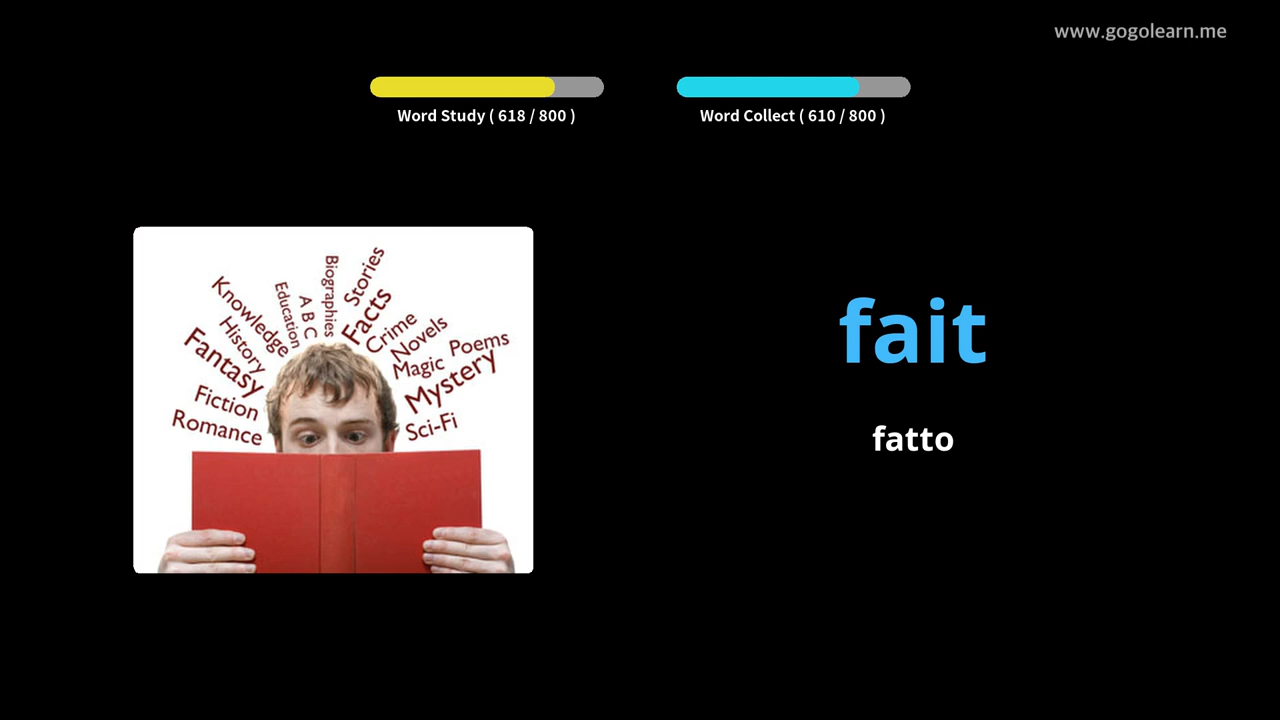 www.gogolearn.me
Word Study ( 618 / 800 )
Word Collect ( 610 / 800 )
Knowledge
History
Fantasy
Fiction
Romance
Education
A B C
Biographies
Stories
Facts
Crime
Novels
Magic
Poems
Mystery
Sci-Fi
fait
fatto